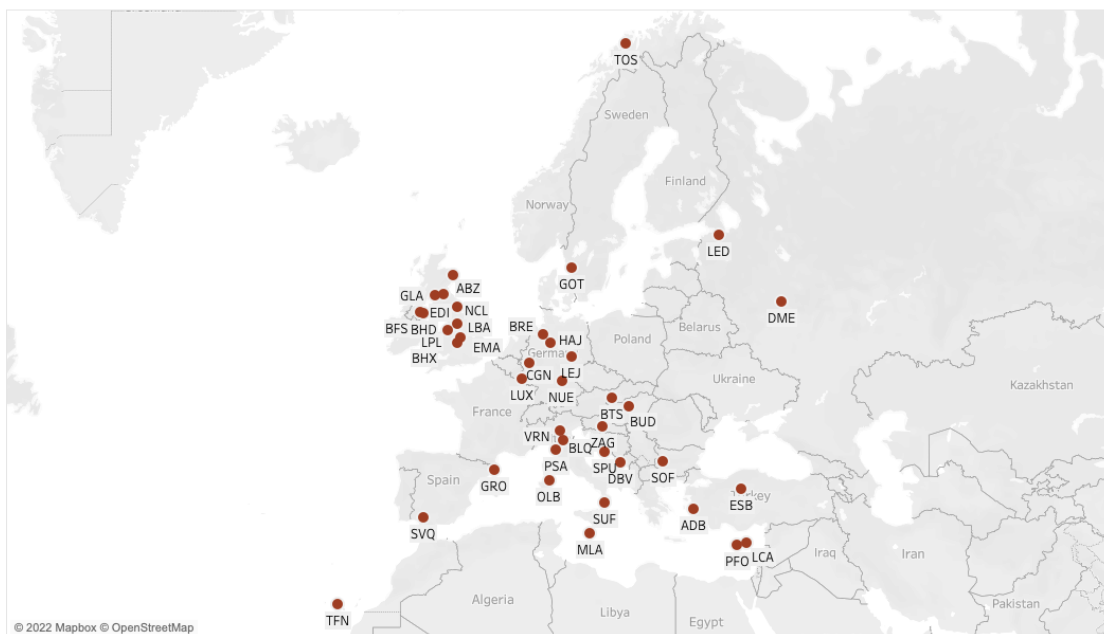 Greenland
TOS
Sweden
Finland
Norway
LED
GOT
DME
ABZ
GLA
EDI
NCL
BFS
BHD
LBA
LPL
EMA
BHX
BRE
HAJ
Poland
Belarus
Germany
CGN
LEJ
LUX
NUE
Ukraine
Kazakhstan
France
BTS
BUD
VRN
BLQ
ZAG
PSA
SPU
DBV
SOF
Spain
GRO
OLB
Turkey
ESB
SUF
ADB
SVQ
MLA
PFO
LCA
Iraq
Iran
Algeria
Libya
Egypt
Pakistan
TFN
© 2022 Mapbox © OpenStreetMap